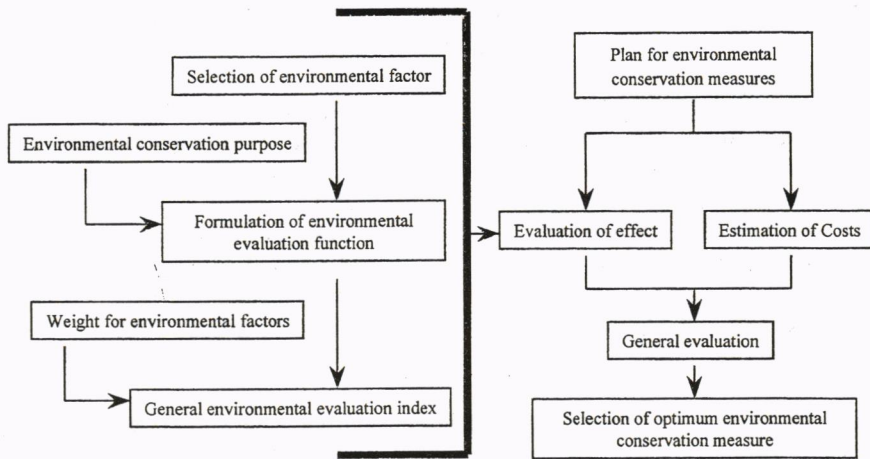 Selection of environmental factor
Environmental conservation purpose
Formulation of environmental
evaluation function
Weight for environmental factors
General environmental evaluation index
Plan for environmental
conservation measures
Evaluation of effect
Estimation of Costs
General evaluation
Selection of optimum environmental
conservation measure